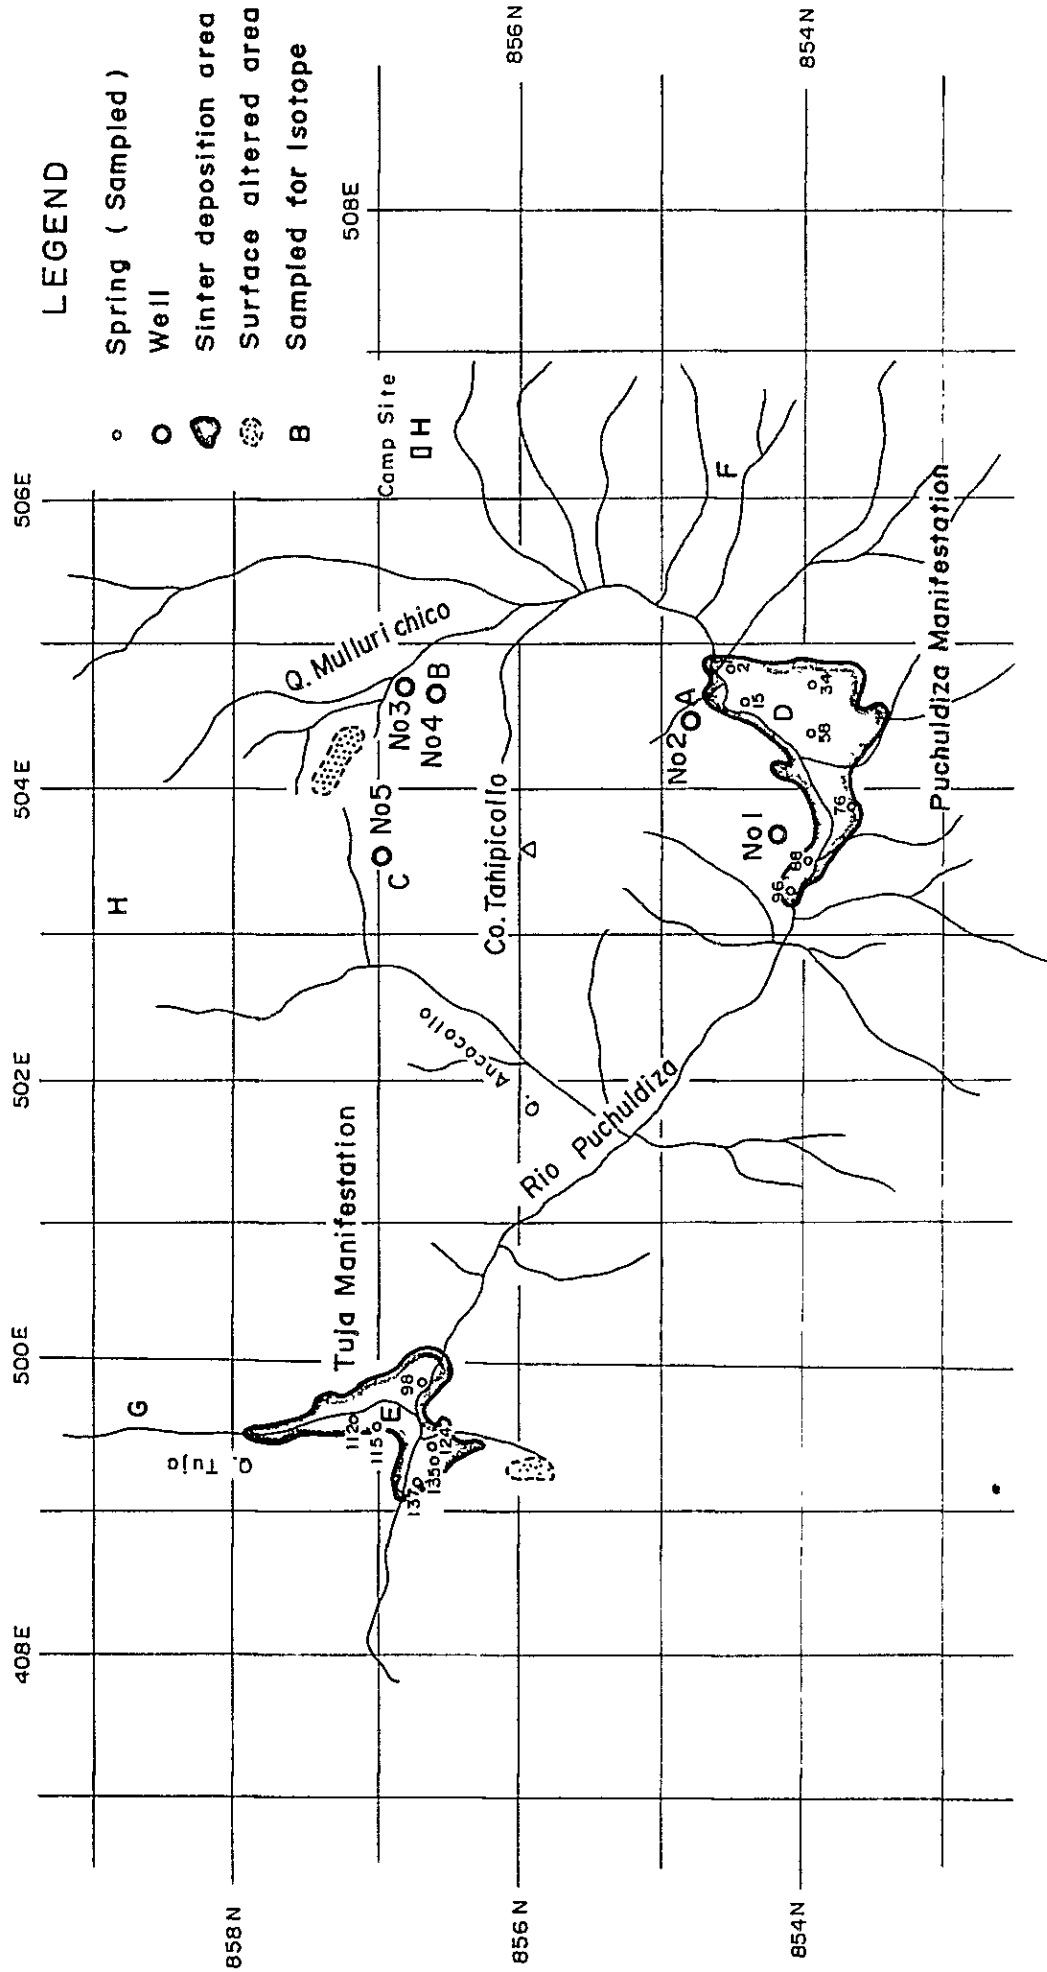 LEGEND
Spring ( Sampled )
Well
Sinter deposition area
Surface altered area
B Sampled for Isotope
408E
500E
502E
504E
506E
508E
858N
856N
854N
856N
854N
G
Q. Tuja
Tuja Manifestation
98
112
115
E
124
135
137
H
Q. Ancocollo
Rio Puchuldiza
Co. Tahipicollo
C
No5
No3
No4
B
Q. Mulluri chico
Camp Site
H
F
No2
A
No1
2
15
D
34
58
76
88
96
Puchuldiza Manifestation